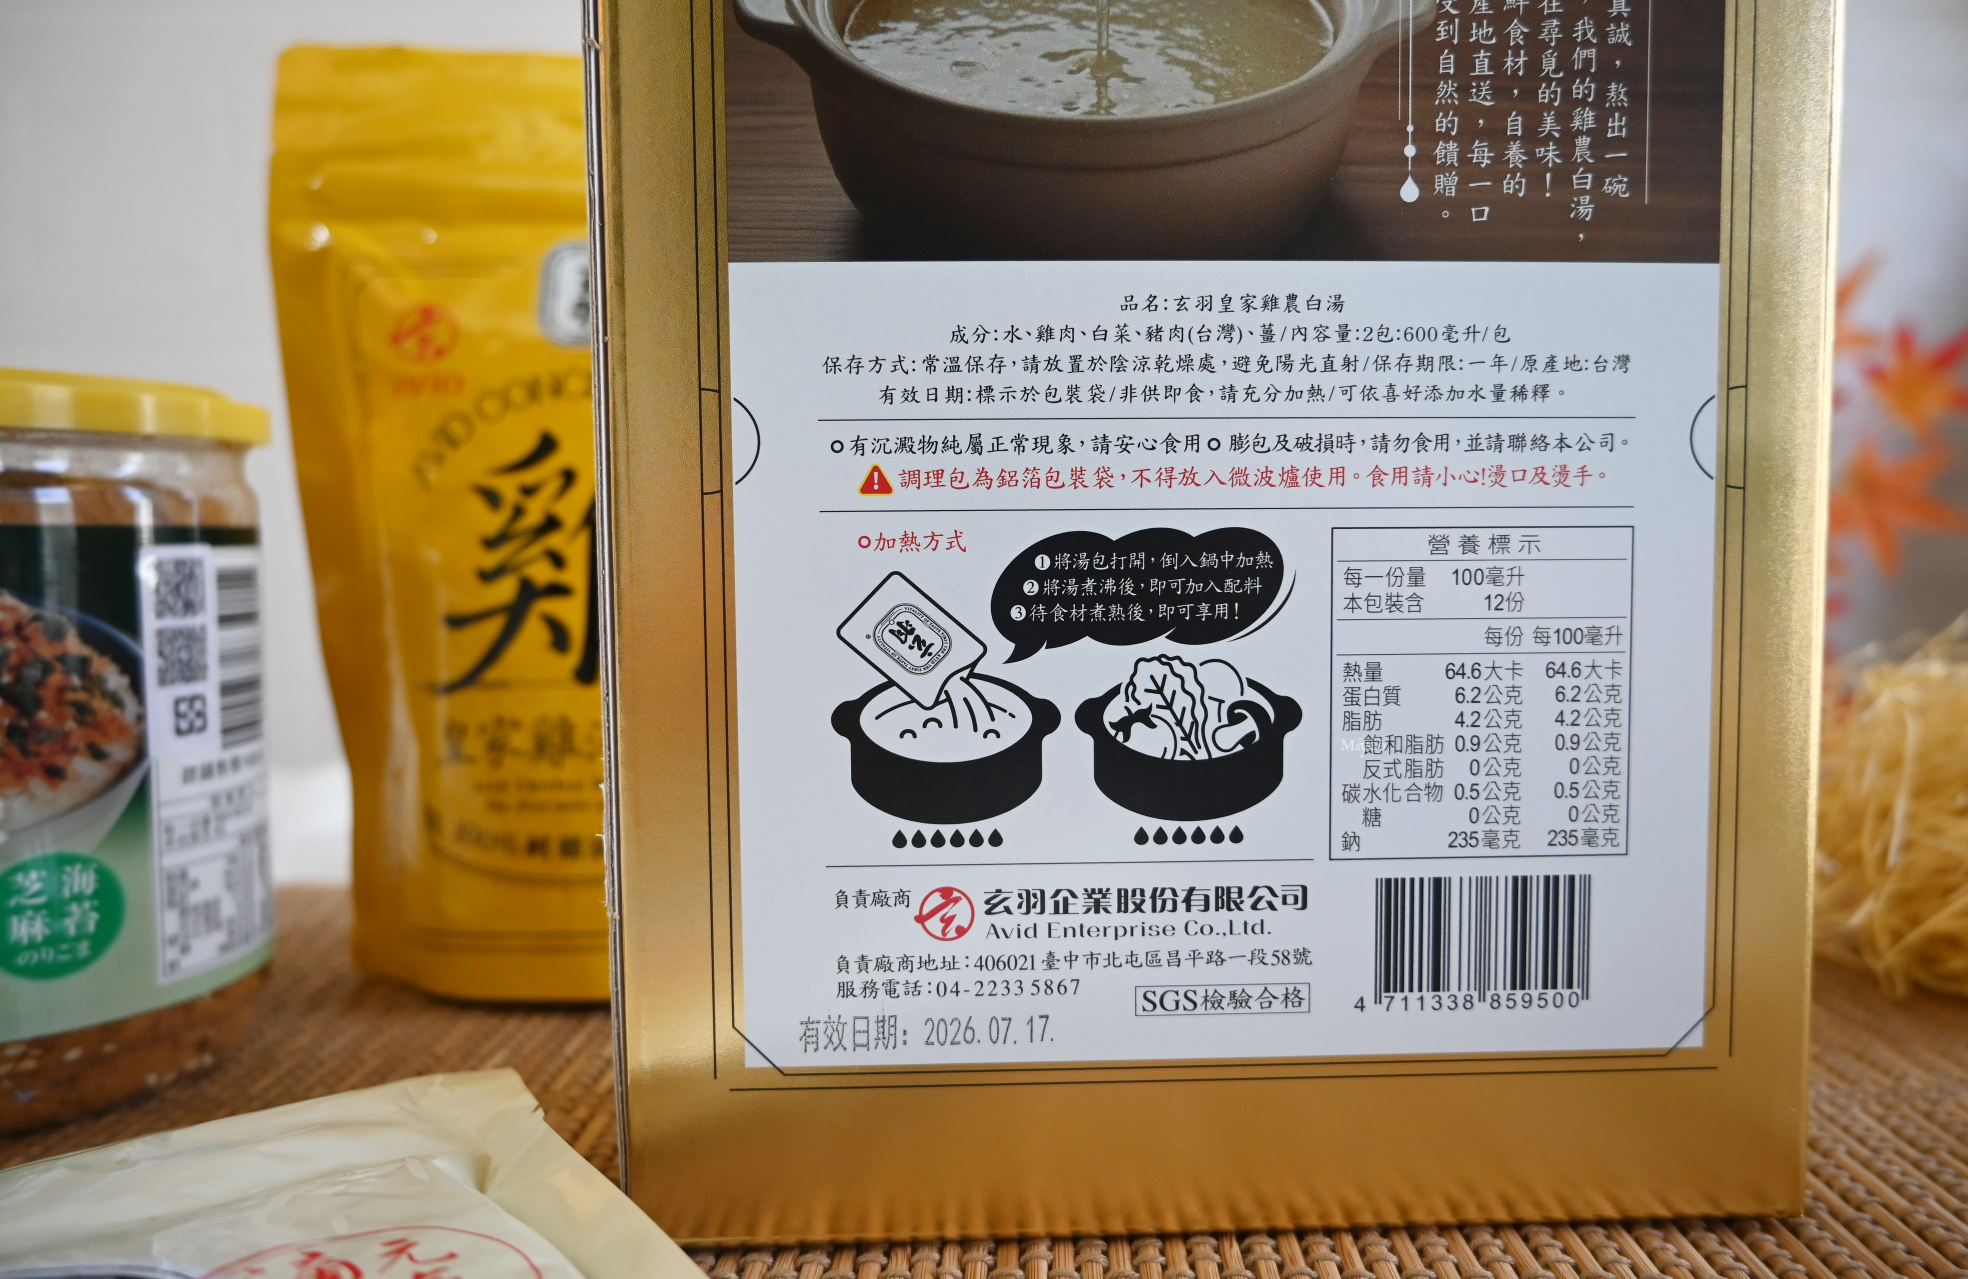 真誠，熬出一碗
，我們的雞農白湯，
在尋覓的美味！
鮮食材，自養的
產地直送，每一口
受到自然的饋贈。
品名:玄羽皇家雞農白湯
成分:水、雞肉、白菜、豬肉(台灣)、薑/內容量:2包:600毫升/包
保存方式:常溫保存,請放置於陰涼乾燥處,避免陽光直射/保存期限:一年/原產地:台灣
有效日期:標示於包裝袋/非供即食,請充分加熱/可依喜好添加水量稀釋。
有沉澱物純屬正常現象,請安心食用 膨包及破損時,請勿食用,並請聯絡本公司。
調理包為鋁箔包裝袋,不得放入微波爐使用。食用請小心!燙口及燙手。
加熱方式
❶將湯包打開,倒入鍋中加熱
❷將湯煮沸後,即可加入配料
❸待食材煮熟後,即可享用!
營養標示
每一份量 100毫升
本包裝含 12份
每份 每100毫升
熱量 64.6大卡 64.6大卡
蛋白質 6.2公克 6.2公克
脂肪 4.2公克 4.2公克
飽和脂肪 0.9公克 0.9公克
反式脂肪 0公克 0公克
碳水化合物 0.5公克 0.5公克
糖 0公克 0公克
鈉 235毫克 235毫克
負責廠商 玄羽企業股份有限公司
Avid Enterprise Co.,Ltd.
負責廠商地址:406021臺中市北屯區昌平路一段58號
服務電話:04-22335867
SGS檢驗合格
4 711338 859500
有效日期: 2026.07.17.
avid
AVID CONC
雞
皇家雞
100%純雞
芝海
麻苔
のりごま
元